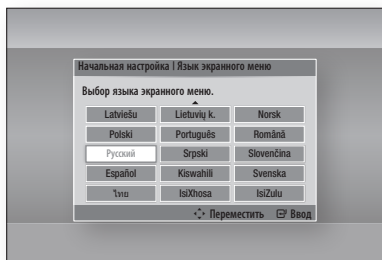 Начальная настройка | Язык экранного меню
Выбор языка экранного меню.
Latviešu Lietuvių k. Norsk
Polski Português Română
Русский Srpski Slovenčina
Español Kiswahili Svenska
ไทย IsiXhosa IsiZulu
Переместить Ввод